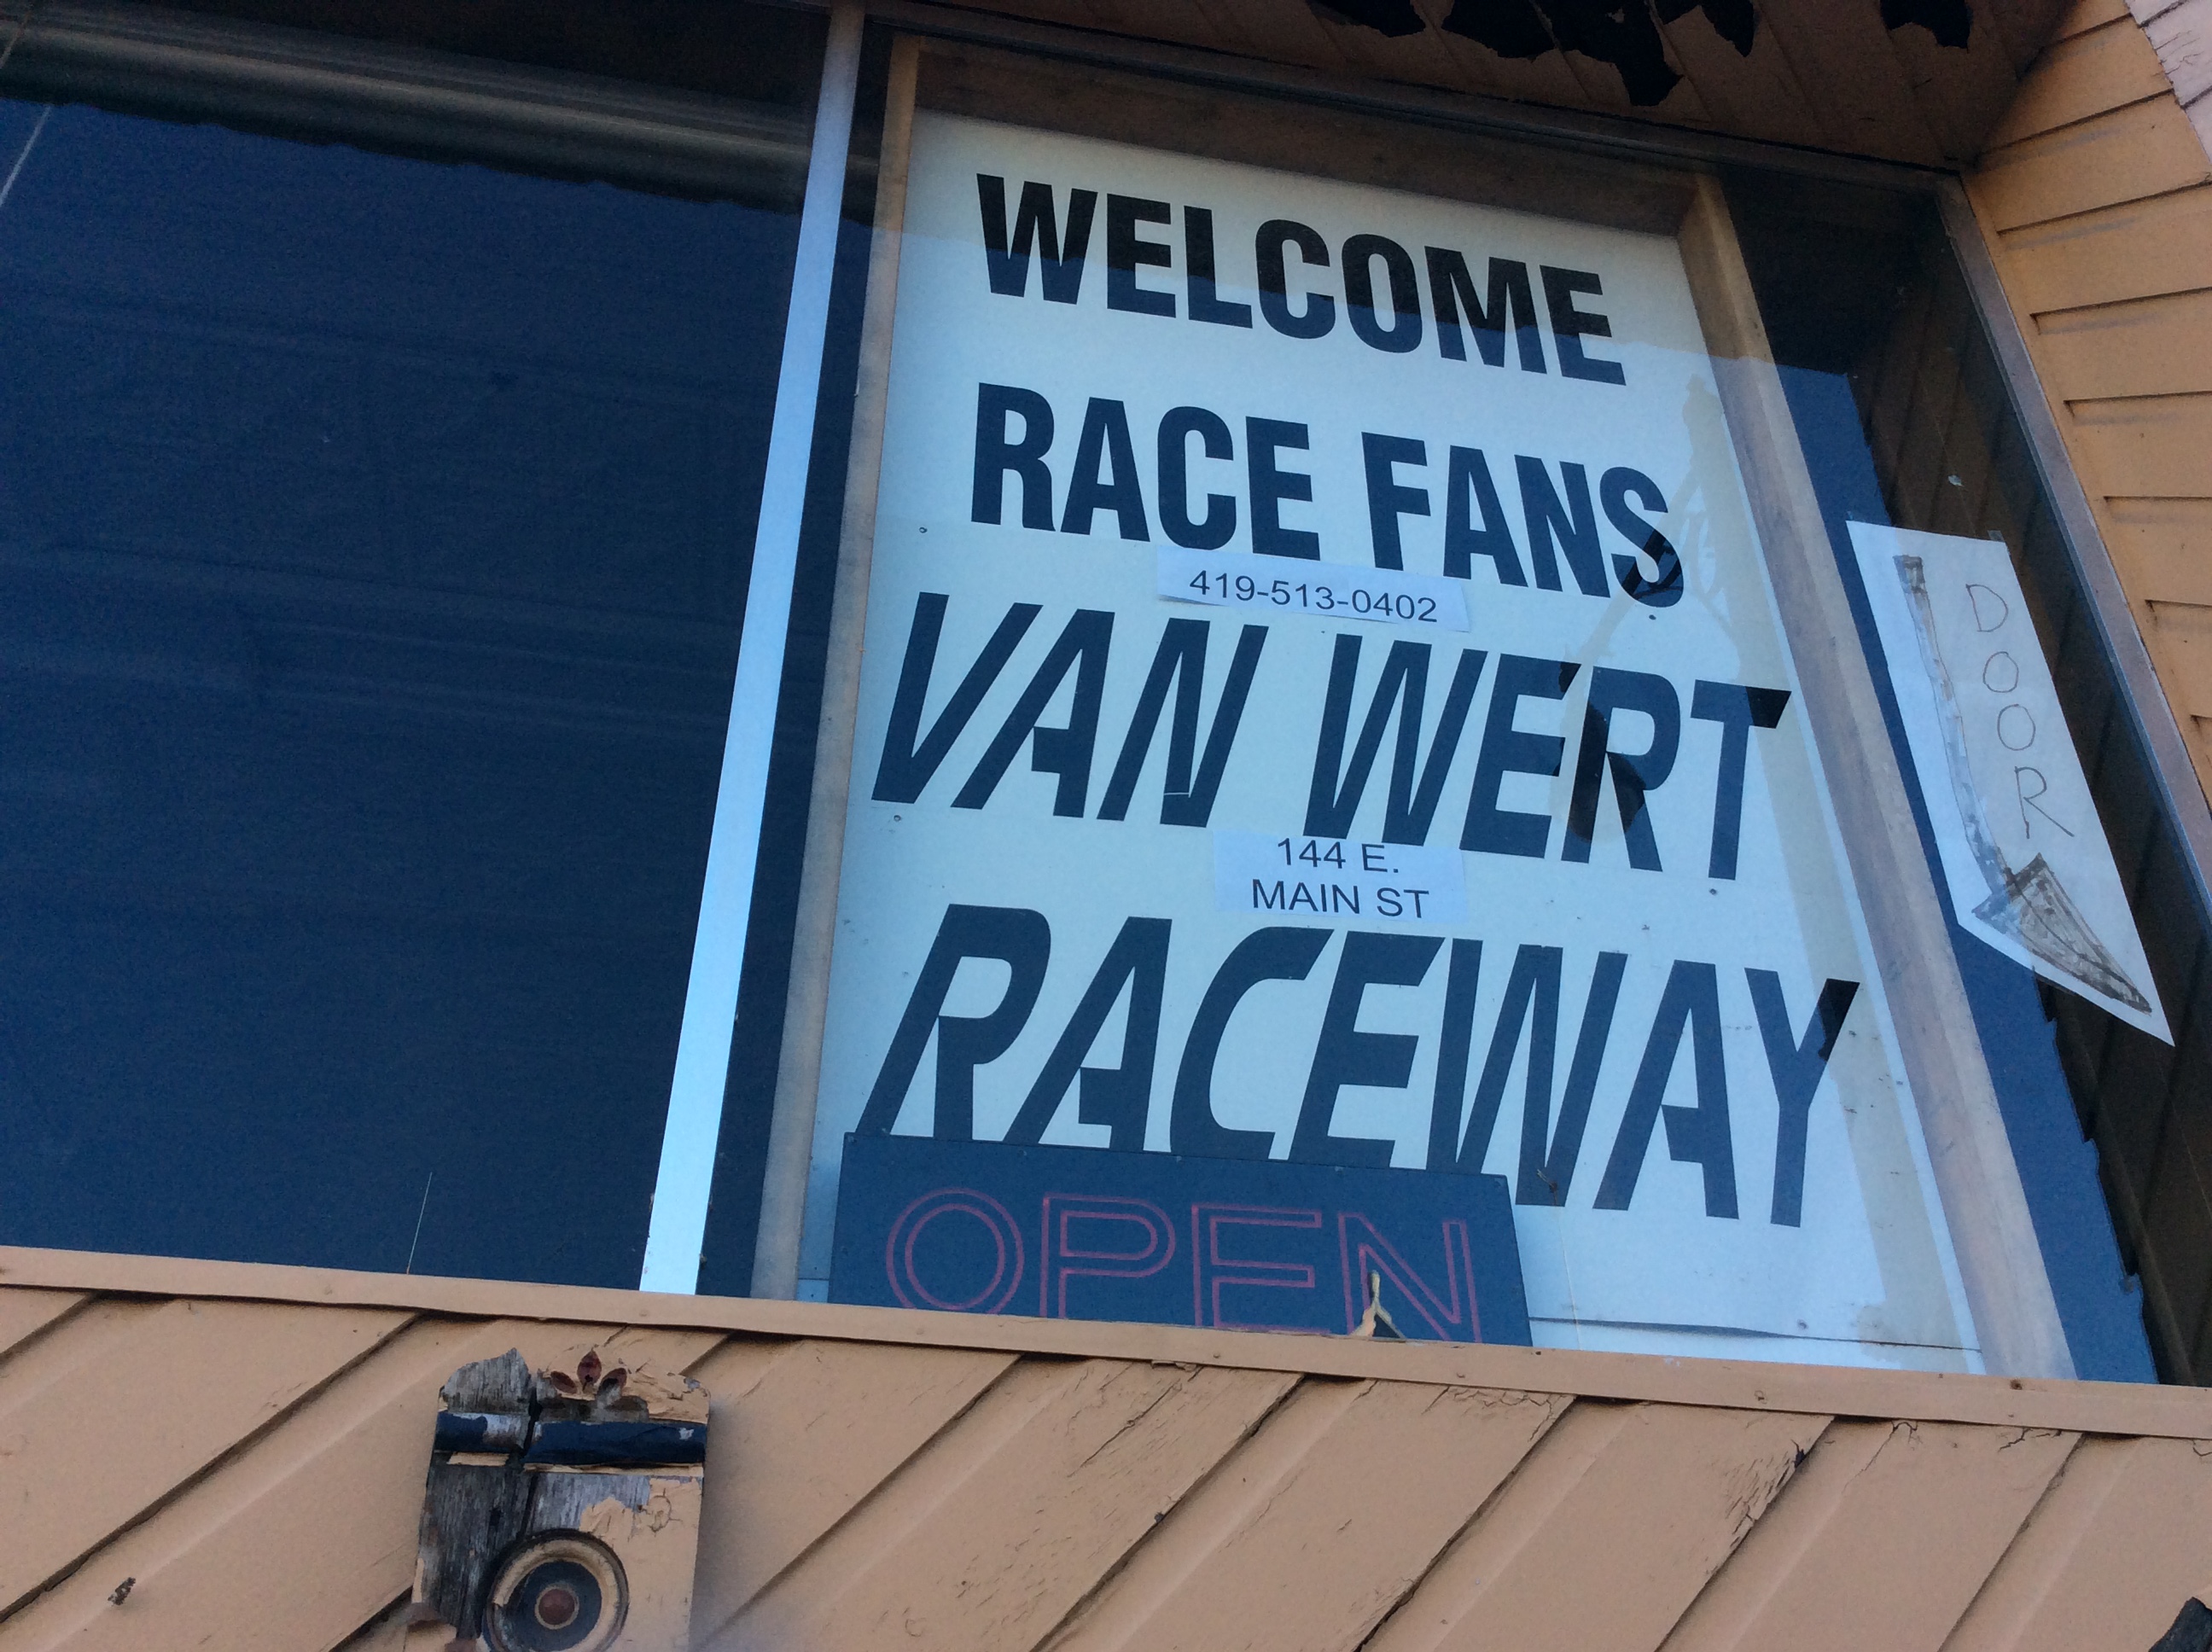 WELCOME
RACE FANS
419-513-0402
VAN WERT
144 E.
MAIN ST
RACEWAY
OPEN
DOOR